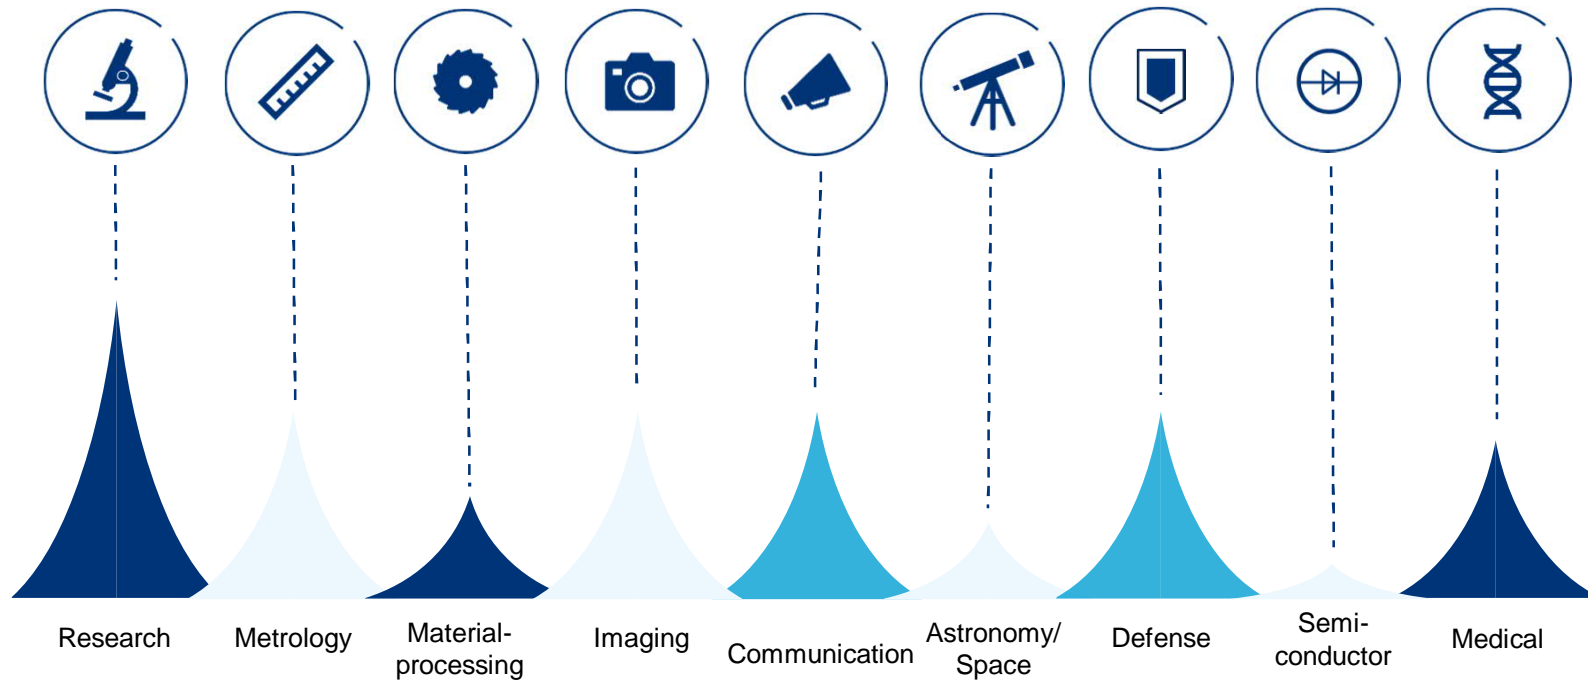 Research
Metrology
Material-
processing
Imaging
Communication
Astronomy/
Space
Defense
Semi-
conductor
Medical